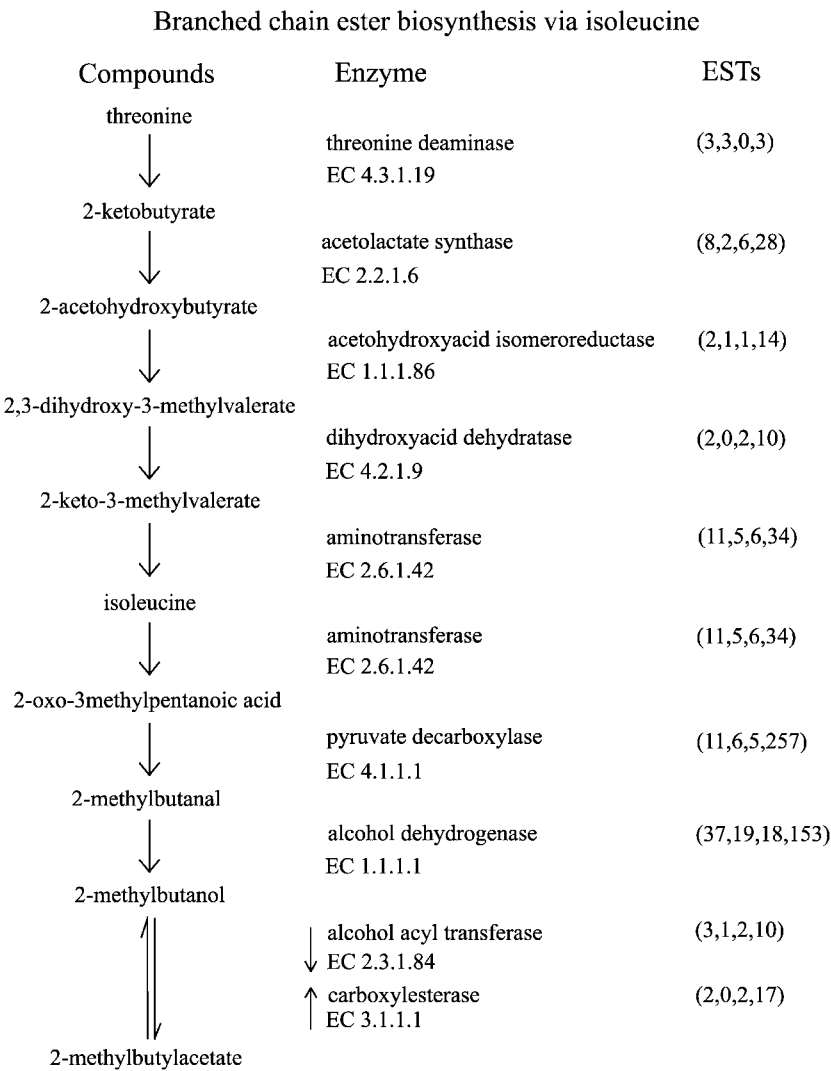 Branched chain ester biosynthesis via isoleucine
Compounds Enzyme ESTs
threonine
threonine deaminase (3,3,0,3)
EC 4.3.1.19
2-ketobutyrate
acetolactate synthase (8,2,6,28)
EC 2.2.1.6
2-acetohydroxybutyrate
acetohydroxyacid isomeroreductase (2,1,1,14)
EC 1.1.1.86
2,3-dihydroxy-3-methylvalerate
dihydroxyacid dehydratase (2,0,2,10)
EC 4.2.1.9
2-keto-3-methylvalerate
aminotransferase (11,5,6,34)
EC 2.6.1.42
isoleucine
aminotransferase (11,5,6,34)
EC 2.6.1.42
2-oxo-3methylpentanoic acid
pyruvate decarboxylase (11,6,5,257)
EC 4.1.1.1
2-methylbutanal
alcohol dehydrogenase (37,19,18,153)
EC 1.1.1.1
2-methylbutanol
alcohol acyl transferase (3,1,2,10)
EC 2.3.1.84
carboxylesterase (2,0,2,17)
EC 3.1.1.1
2-methylbutylacetate